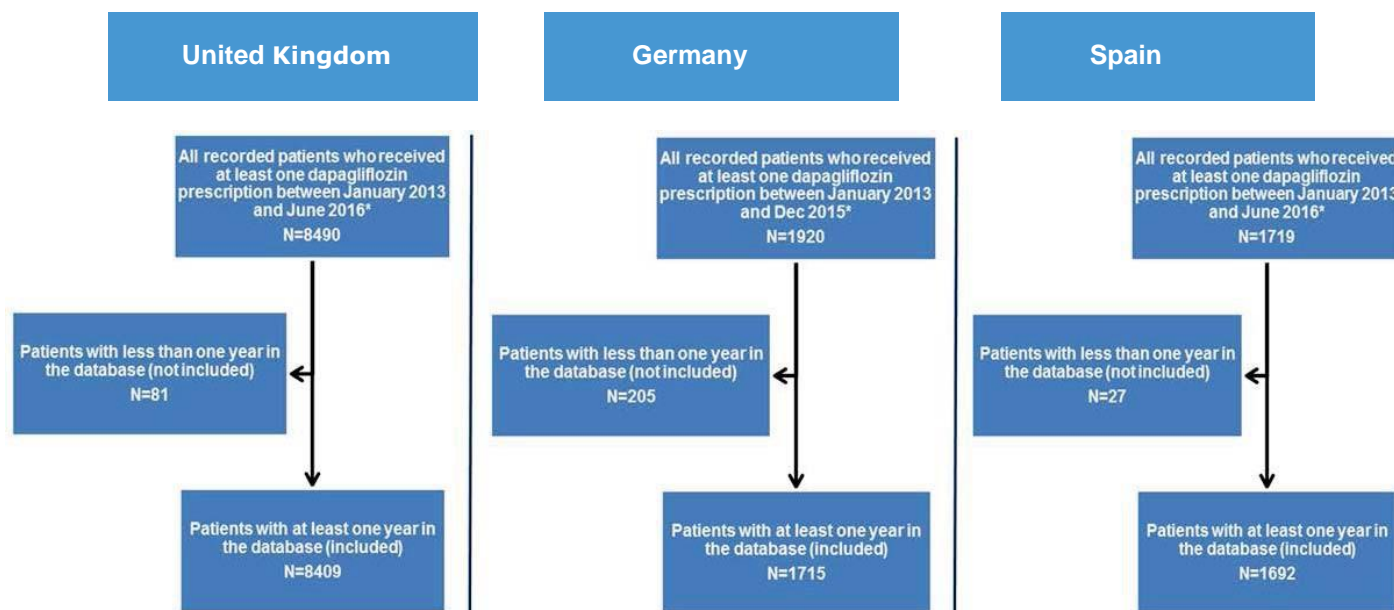 United Kingdom
All recorded patients who received
at least one dapagliflozin
prescription between January 2013
and June 2016*
N=8490
Patients with less than one year in
the database (not included)
N=81
Patients with at least one year in
the database (included)
N=8409
Germany
All recorded patients who received
at least one dapagliflozin
prescription between January 2013
and Dec 2015*
N=1920
Patients with less than one year in
the database (not included)
N=205
Patients with at least one year in
the database (included)
N=1715
Spain
All recorded patients who received
at least one dapagliflozin
prescription between January 2013
and June 2016*
N=1719
Patients with less than one year in
the database (not included)
N=27
Patients with at least one year in
the database (included)
N=1692